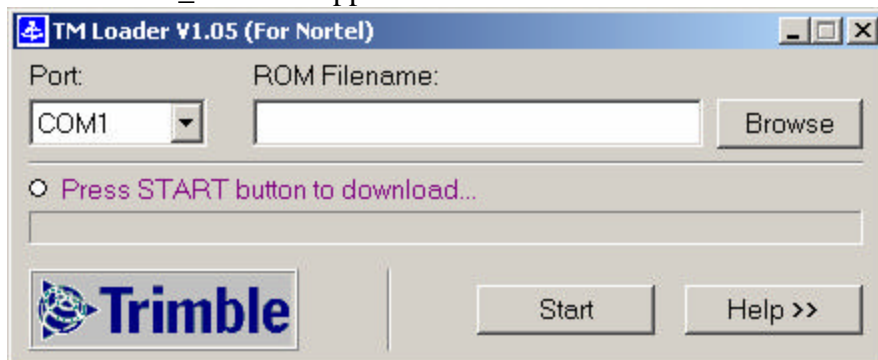 TM Loader V1.05 (For Nortel)
Port: ROM Filename:
COM1 Browse
Press START button to download...
Trimble Start Help >>